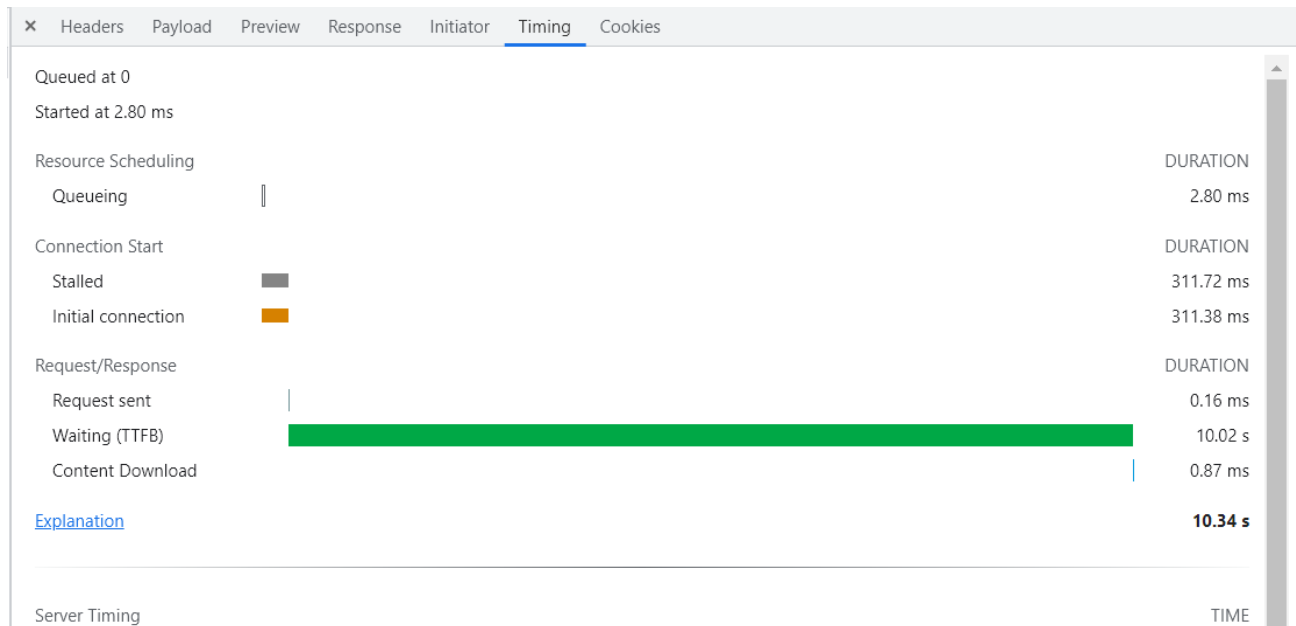 × Headers Payload Preview Response Initiator Timing Cookies
Queued at 0
Started at 2.80 ms
Resource Scheduling DURATION
Queueing 2.80 ms
Connection Start DURATION
Stalled 311.72 ms
Initial connection 311.38 ms
Request/Response DURATION
Request sent 0.16 ms
Waiting (TTFB) 10.02 s
Content Download 0.87 ms
Explanation 10.34 s
Server Timing TIME